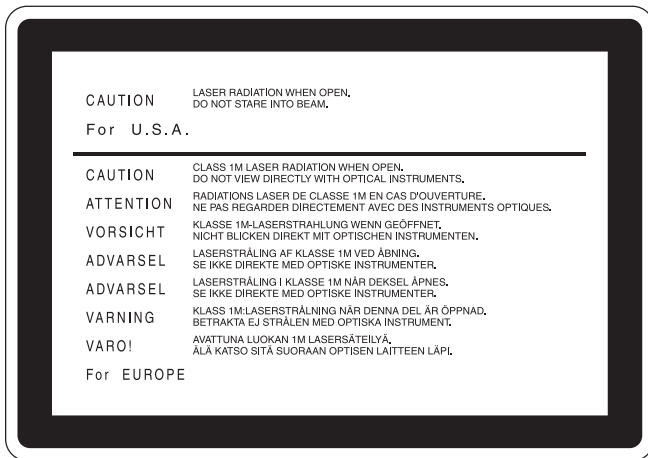 CAUTION LASER RADIATION WHEN OPEN.
DO NOT STARE INTO BEAM.
For U.S.A.
CAUTION CLASS 1M LASER RADIATION WHEN OPEN.
DO NOT VIEW DIRECTLY WITH OPTICAL INSTRUMENTS.
ATTENTION RADIATIONS LASER DE CLASSE 1M EN CAS D'OUVERTURE.
NE PAS REGARDER DIRECTEMENT AVEC DES INSTRUMENTS OPTIQUES.
VORSICHT KLASSE 1M-LASERSTRAHLUNG WENN GEÖFFNET.
NICHT BLICKEN DIREKT MIT OPTISCHEN INSTRUMENTEN.
ADVARSEL LASERSTRÅLING AF KLASSE 1M VED ÅBNING.
SE IKKE DIREKTE MED OPTISKE INSTRUMENTER.
ADVARSEL LASERSTRÅLING I KLASSE 1M NÅR DEKSEL ÅPNES.
SE IKKE DIREKTE MED OPTISKE INSTRUMENTER.
VARNING KLASS 1M:LASERSTRÅLNING NÄR DENNA DEL ÄR ÖPPNAD.
BETRAKTA EJ STRÅLEN MED OPTISKA INSTRUMENT.
VARO! AVATTUNA LUOKAN 1M LASERSÄTEILYÄ.
ÄLÄ KATSO SITÄ SUORAAN OPTISEN LAITTEEN LÄPI.
For EUROPE